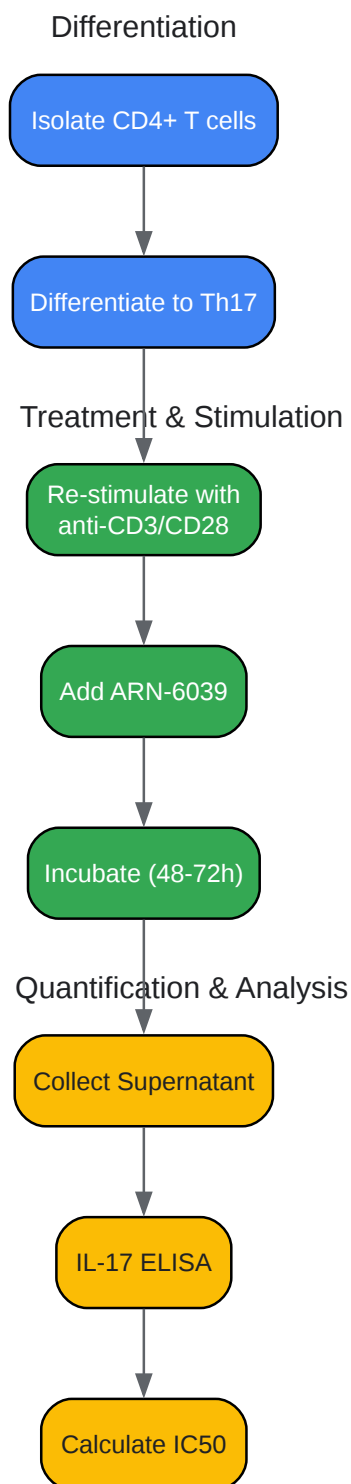 Differentiation
Isolate CD4+ T cells
Differentiate to Th17
Treatment & Stimulation
Re-stimulate with
anti-CD3/CD28
Add ARN-6039
Incubate (48-72h)
Quantification & Analysis
Collect Supernatant
IL-17 ELISA
Calculate IC50